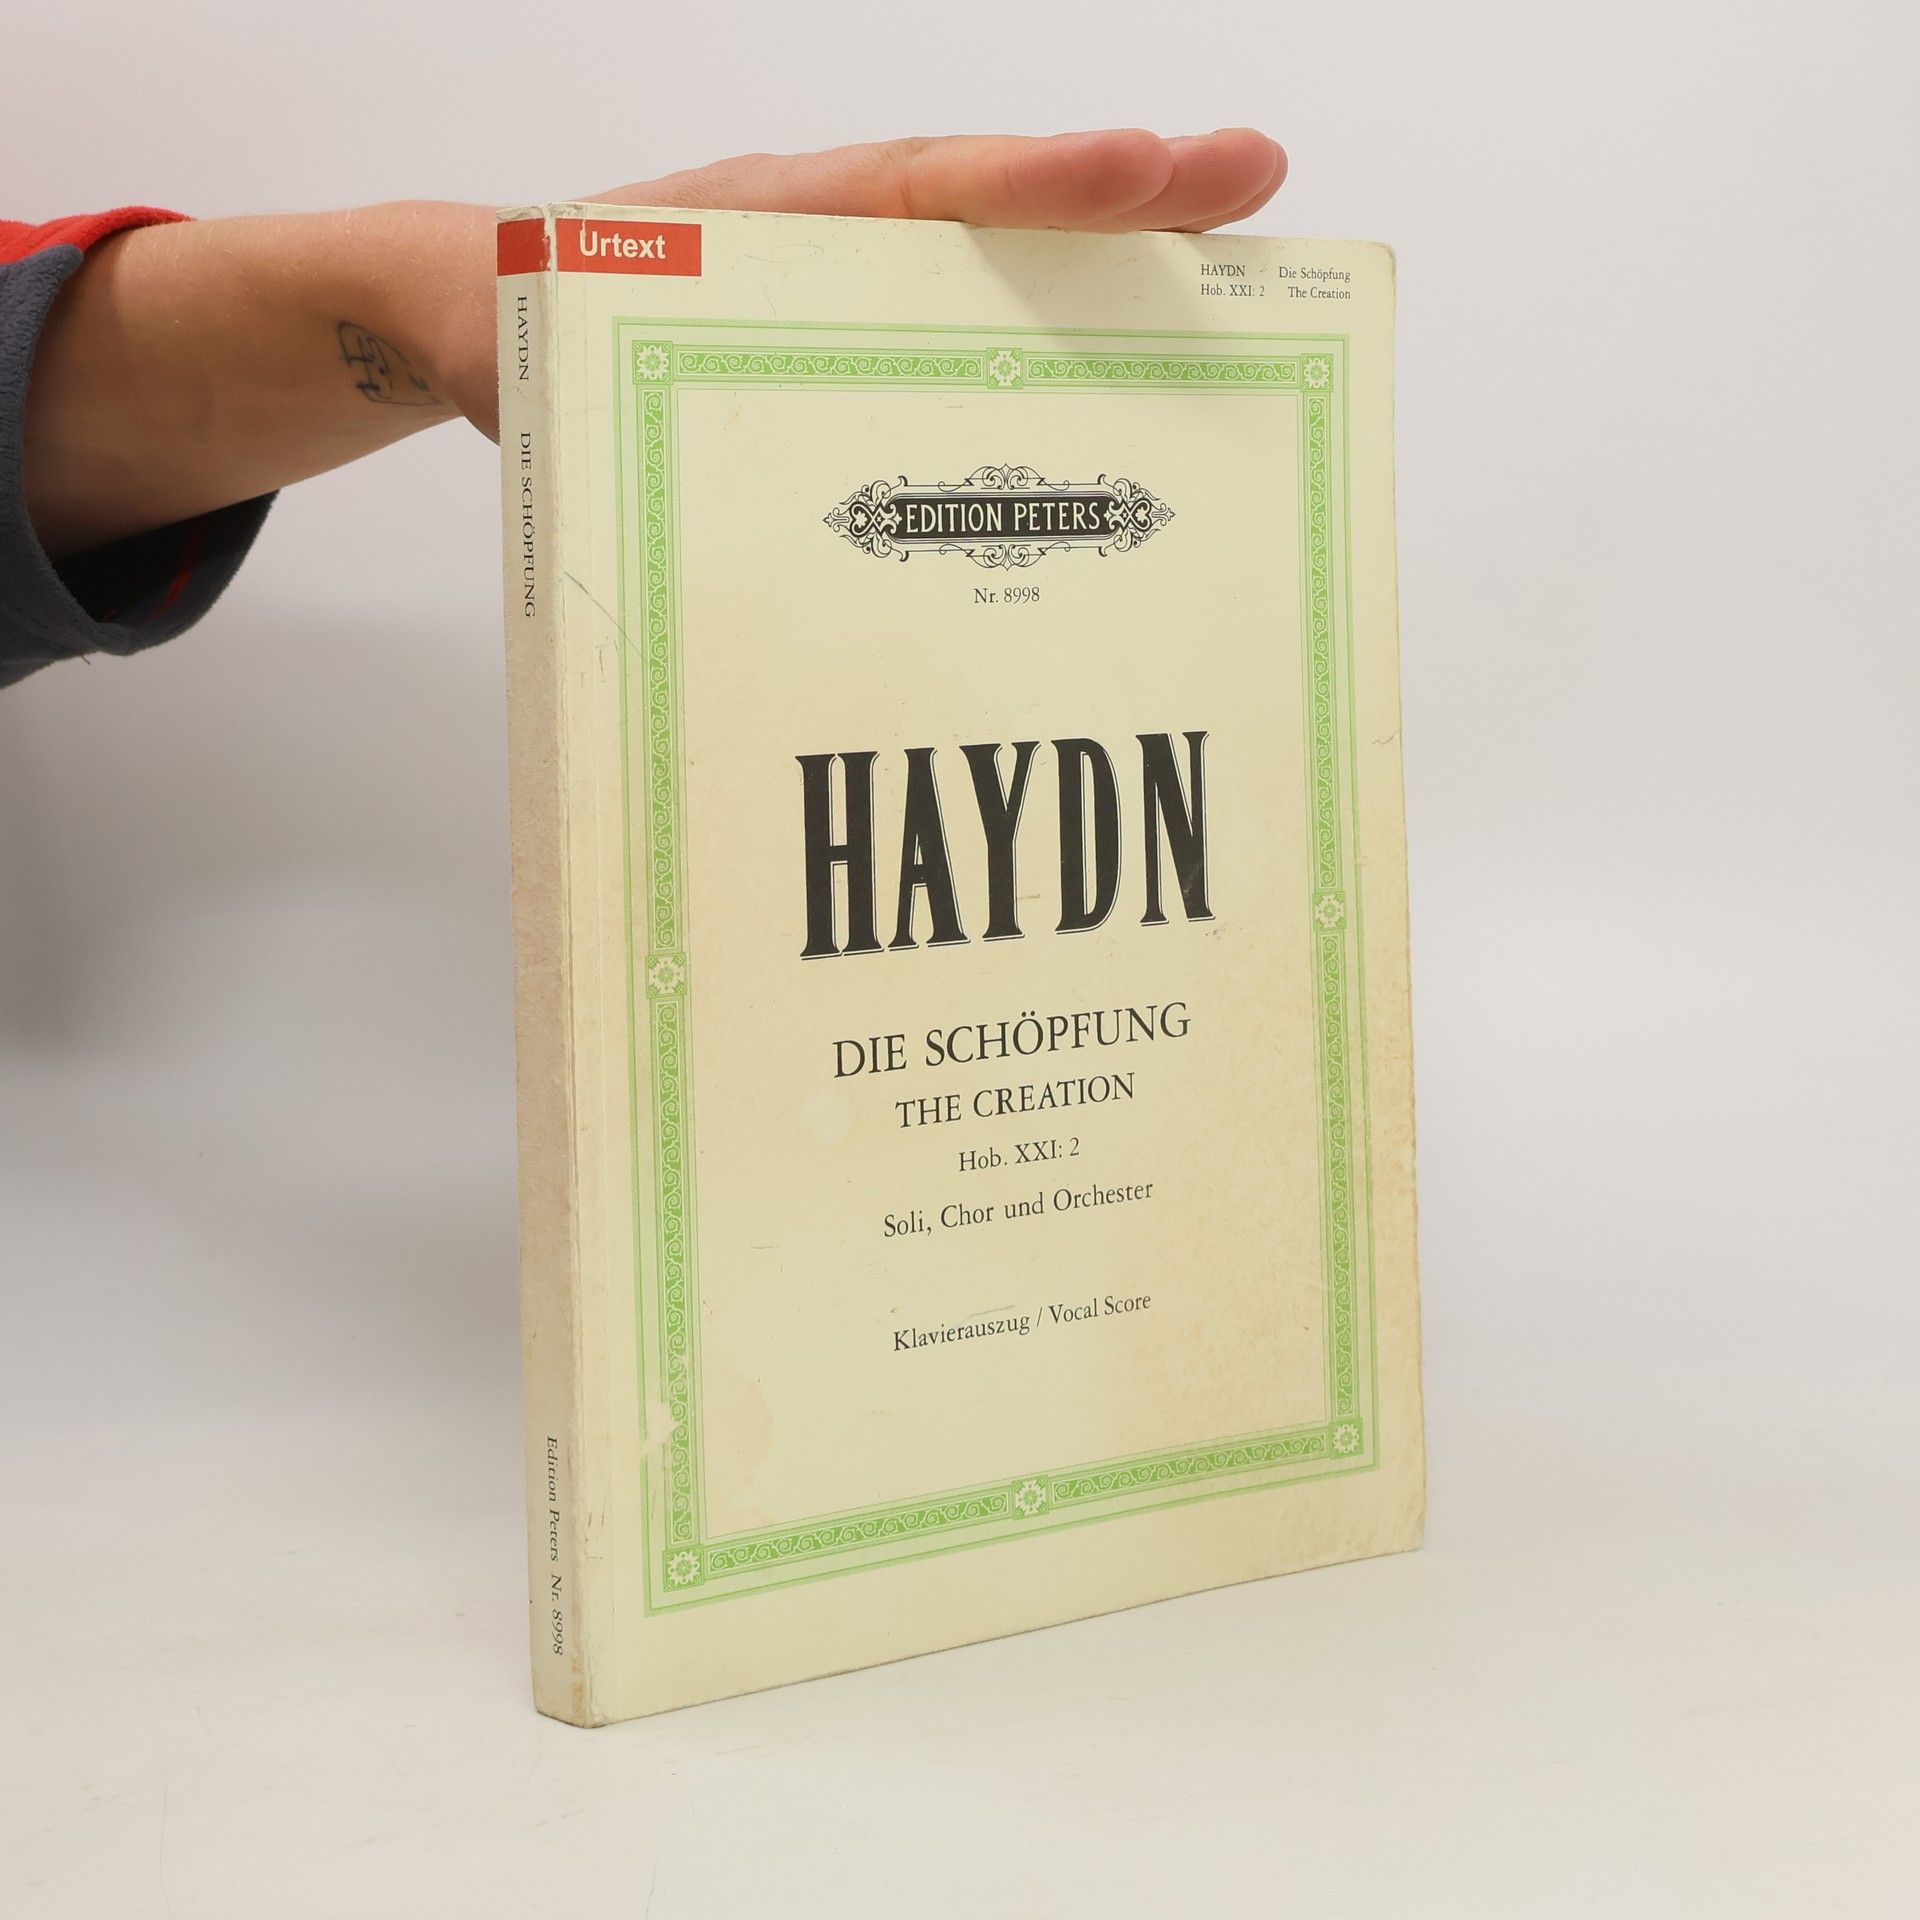 Urtext
HAYDN Die Schöpfung
Hob. XXI: 2 The Creation
EDITION PETERS
Nr. 8998
HAYDN
DIE SCHÖPFUNG
THE CREATION
Hob. XXI: 2
Soli, Chor und Orchester
Klavierauszug / Vocal Score
HAYDN DIE SCHÖPFUNG Edition Peters Nr. 8998